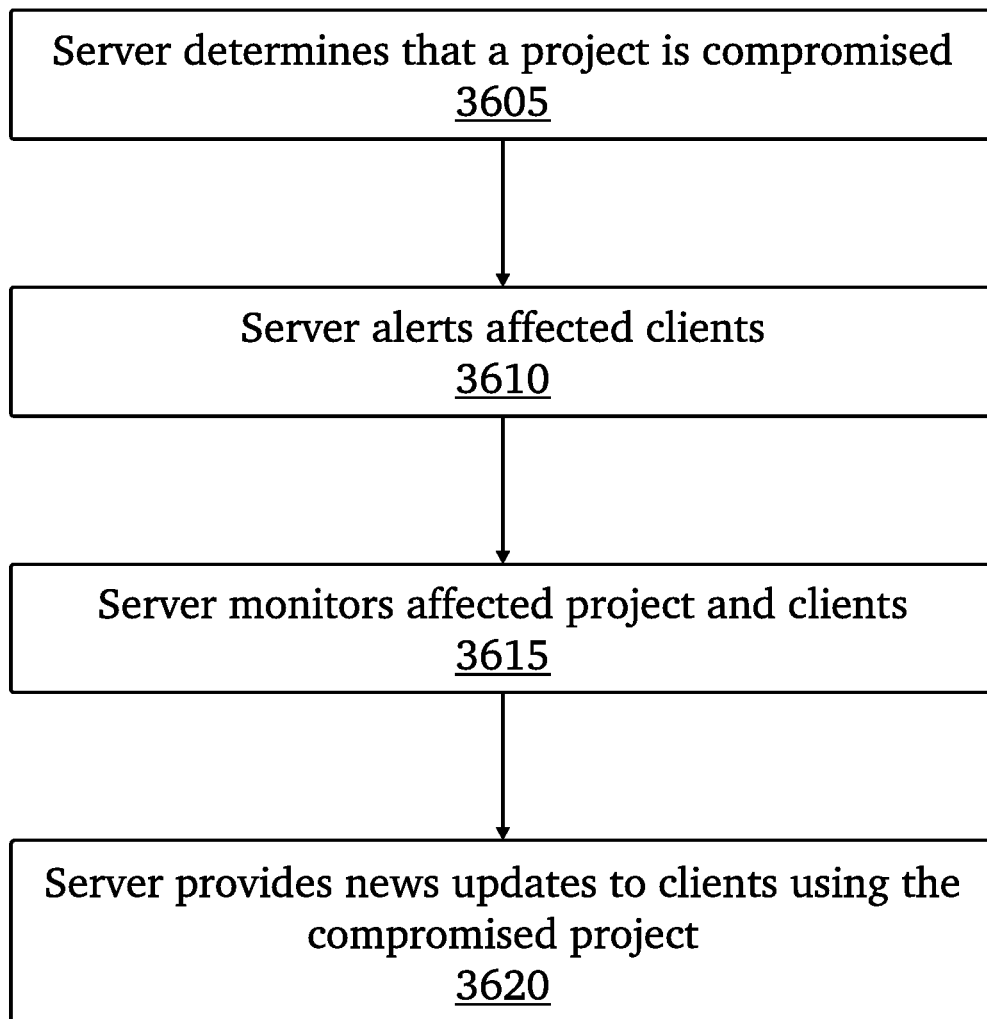 Server determines that a project is compromised
3605
Server alerts affected clients
3610
Server monitors affected project and clients
3615
Server provides news updates to clients using the
compromised project
3620